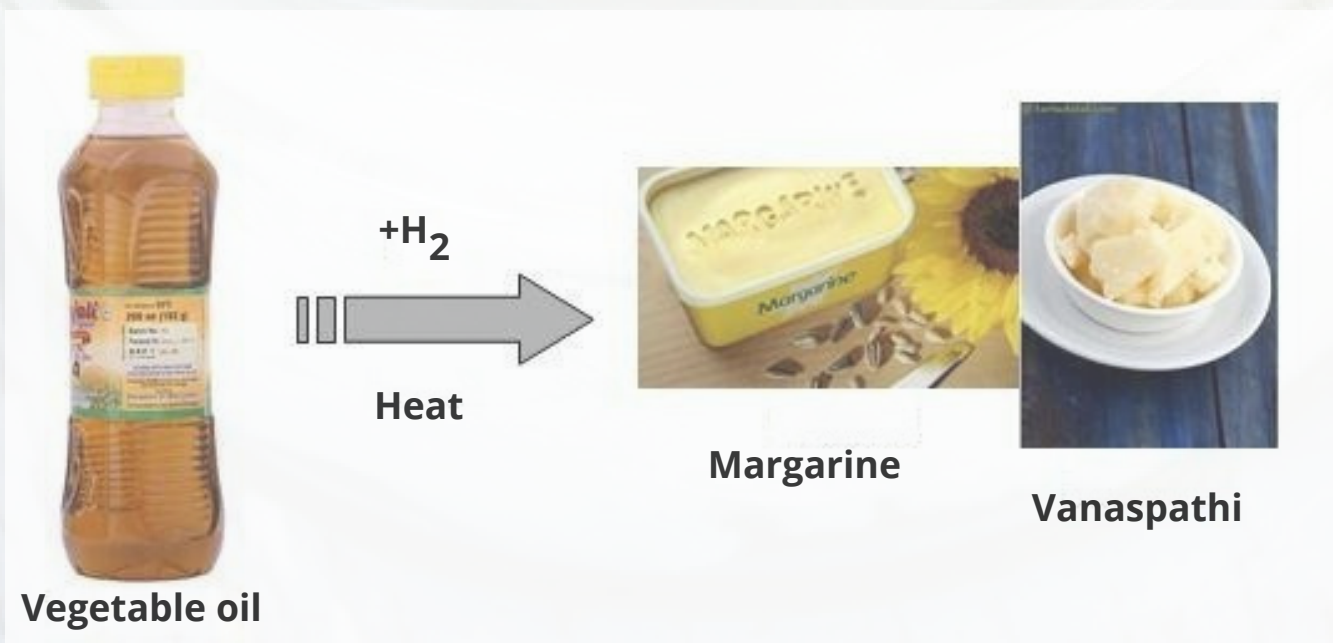 +H2
Heat
MARGARINE
Margarine
Margarine
Vanaspathi
Vegetable oil